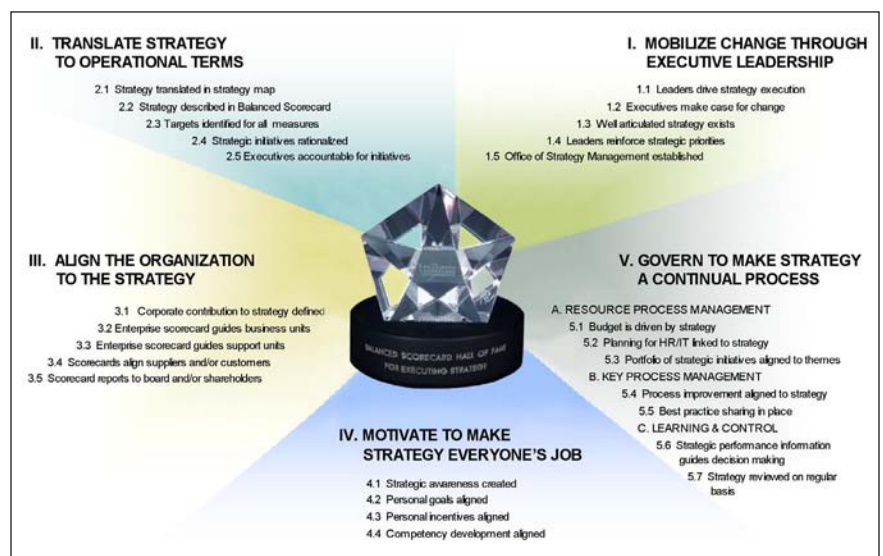 II. TRANSLATE STRATEGY
TO OPERATIONAL TERMS
2.1 Strategy translated in strategy map
2.2 Strategy described in Balanced Scorecard
2.3 Targets identified for all measures
2.4 Strategic initiatives rationalized
2.5 Executives accountable for initiatives
I. MOBILIZE CHANGE THROUGH
EXECUTIVE LEADERSHIP
1.1 Leaders drive strategy execution
1.2 Executives make case for change
1.3 Well articulated strategy exists
1.4 Leaders reinforce strategic priorities
1.5 Office of Strategy Management established
III. ALIGN THE ORGANIZATION
TO THE STRATEGY
3.1 Corporate contribution to strategy defined
3.2 Enterprise scorecard guides business units
3.3 Enterprise scorecard guides support units
3.4 Scorecards align suppliers and/or customers
3.5 Scorecard reports to board and/or shareholders
BALANCED SCORECARD HALL OF FAME
FOR EXECUTING STRATEGY
V. GOVERN TO MAKE STRATEGY
A CONTINUAL PROCESS
A. RESOURCE PROCESS MANAGEMENT
5.1 Budget is driven by strategy
5.2 Planning for HR/IT linked to strategy
5.3 Portfolio of strategic initiatives aligned to themes
B. KEY PROCESS MANAGEMENT
5.4 Process improvement aligned to strategy
5.5 Best practice sharing in place
C. LEARNING & CONTROL
5.6 Strategic performance information
guides decision making
5.7 Strategy reviewed on regular
basis
IV. MOTIVATE TO MAKE
STRATEGY EVERYONE'S JOB
4.1 Strategic awareness created
4.2 Personal goals aligned
4.3 Personal incentives aligned
4.4 Competency development aligned